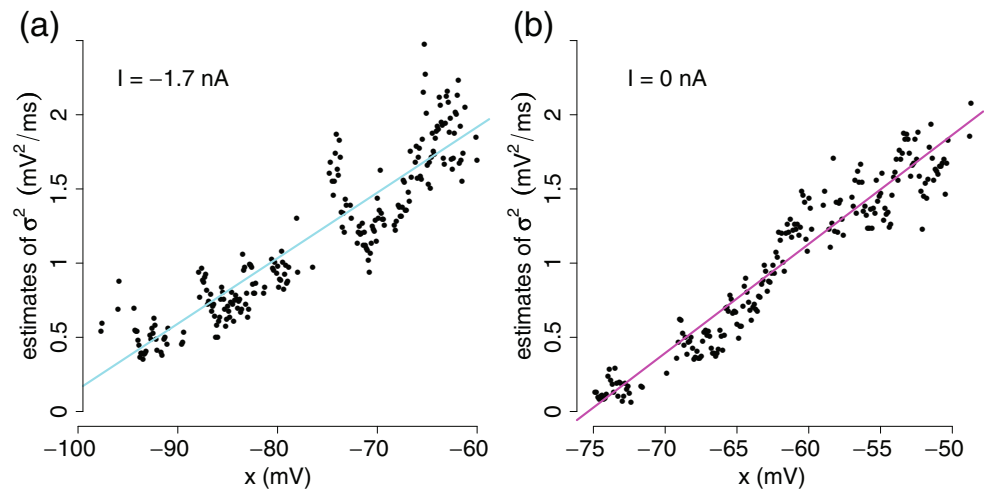 (a)
I = −1.7 nA
estimates of σ² (mV²/ms)
2
1.5
1
0.5
0
−100
−90
−80
−70
−60
x (mV)
(b)
I = 0 nA
estimates of σ² (mV²/ms)
2
1.5
1
0.5
0
−75
−70
−65
−60
−55
−50
x (mV)